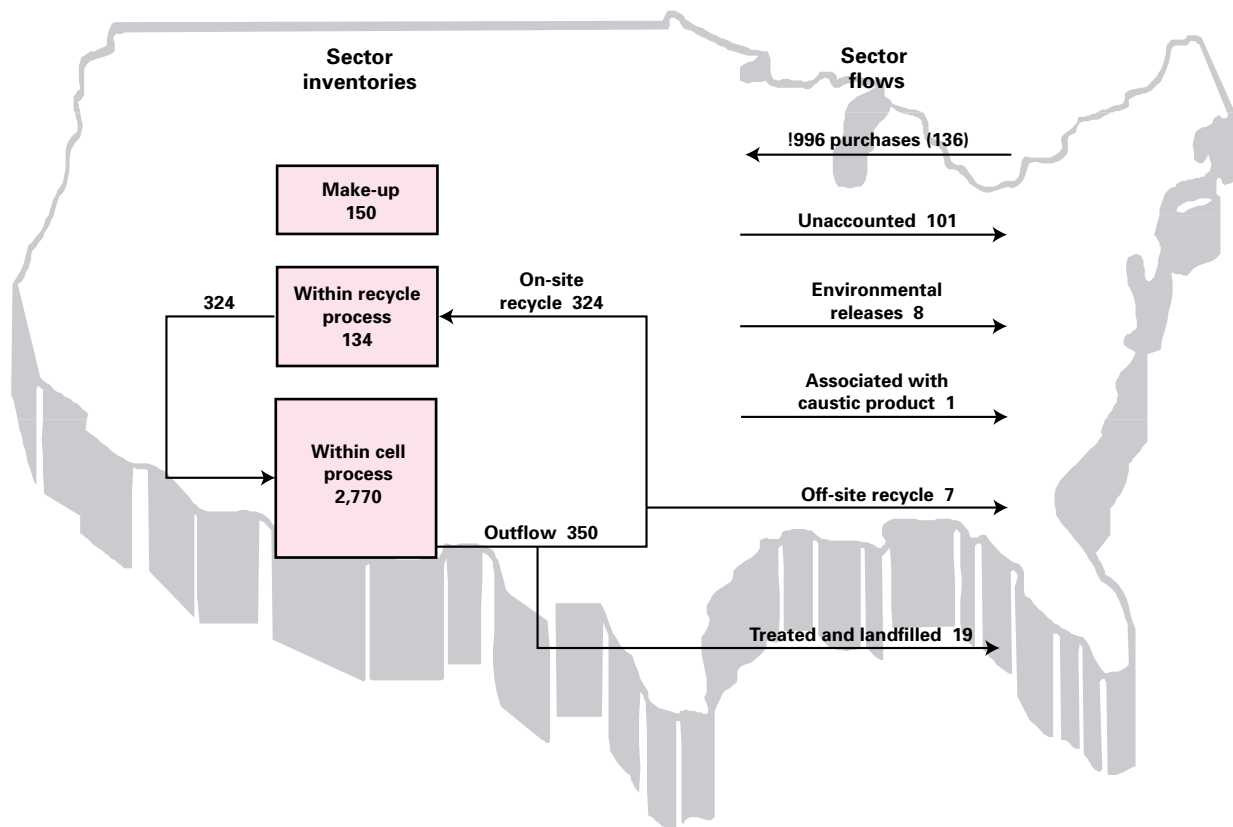 Sector
inventories
Sector
flows
!996 purchases (136)
Make-up
150
Unaccounted 101
324
Within recycle
process
134
On-site
recycle 324
Environmental
releases 8
Associated with
caustic product 1
Within cell
process
2,770
Off-site recycle 7
Outflow 350
Treated and landfilled 19